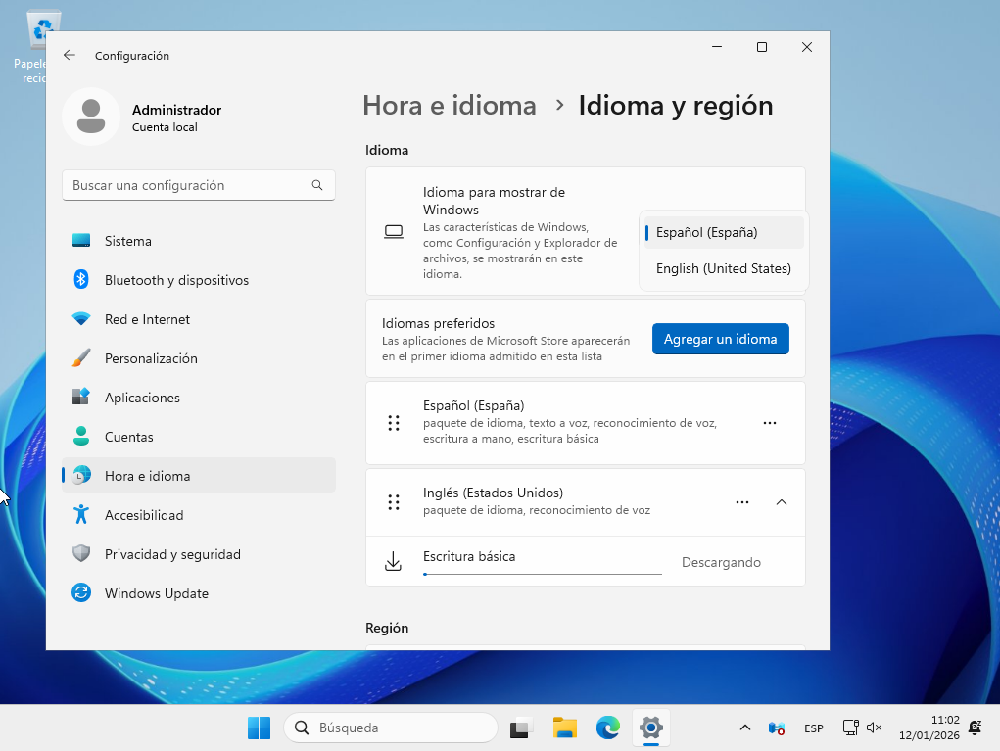 Papele
recic
Configuración
Administrador
Cuenta local
Buscar una configuración
Sistema
Bluetooth y dispositivos
Red e Internet
Personalización
Aplicaciones
Cuentas
Hora e idioma
Accesibilidad
Privacidad y seguridad
Windows Update
Hora e idioma › Idioma y región
Idioma
Idioma para mostrar de
Windows
Las características de Windows,
como Configuración y Explorador de
archivos, se mostrarán en este
idioma.
Español (España)
English (United States)
Idiomas preferidos
Las aplicaciones de Microsoft Store aparecerán
en el primer idioma admitido en esta lista
Agregar un idioma
Español (España)
paquete de idioma, texto a voz, reconocimiento de voz,
escritura a mano, escritura básica
Inglés (Estados Unidos)
paquete de idioma, reconocimiento de voz
Escritura básica
Descargando
Región
Búsqueda
ESP
11:02
12/01/2026